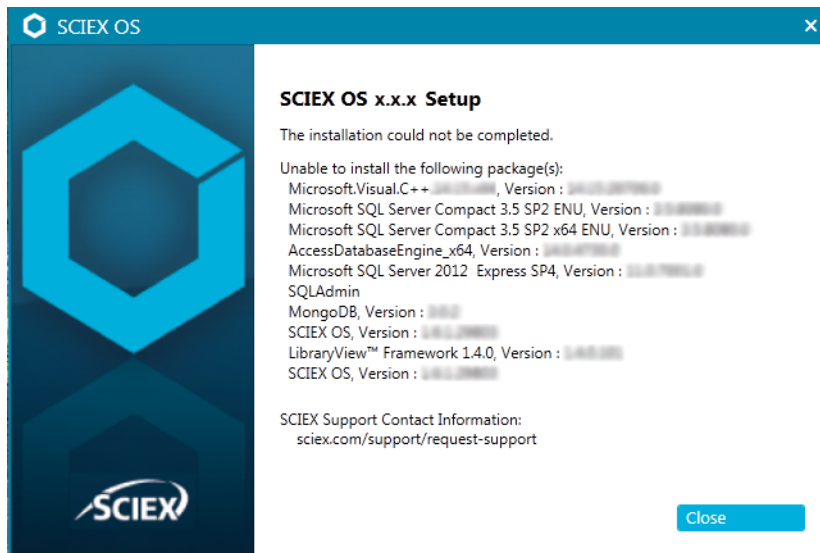 SCIEX OS
SCIEX OS x.x.x Setup
The installation could not be completed.
Unable to install the following package(s):
Microsoft.Visual.C++ , Version :
Microsoft SQL Server Compact 3.5 SP2 ENU, Version :
Microsoft SQL Server Compact 3.5 SP2 x64 ENU, Version :
AccessDatabaseEngine_x64, Version :
Microsoft SQL Server 2012 Express SP4, Version :
SQLAdmin
MongoDB, Version :
SCIEX OS, Version :
LibraryView™ Framework 1.4.0, Version :
SCIEX OS, Version :
SCIEX Support Contact Information:
sciex.com/support/request-support
SCIEX
Close